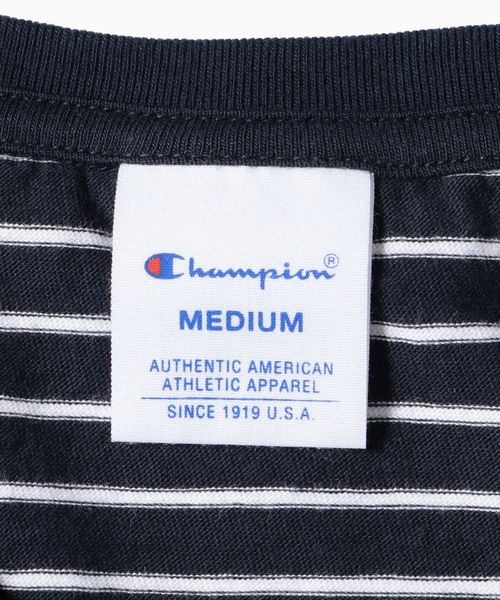 Champion®
MEDIUM
AUTHENTIC AMERICAN
ATHLETIC APPAREL
SINCE 1919 U.S.A.